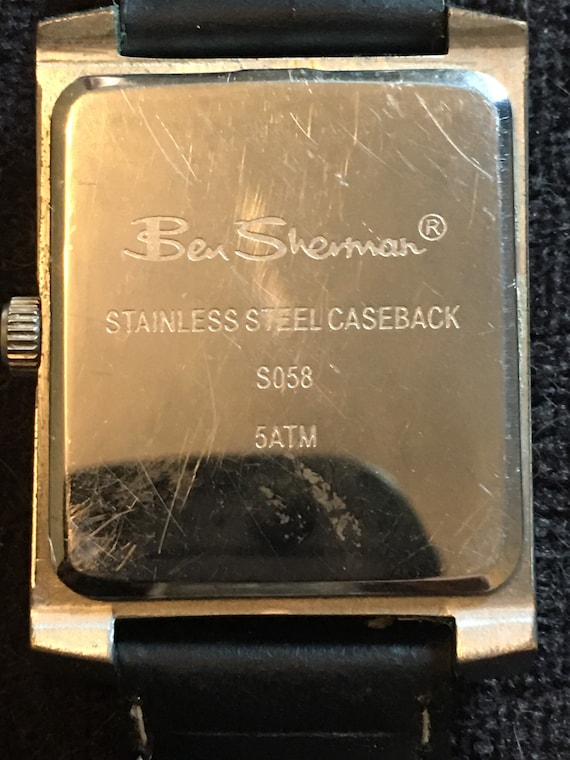 Ben Sherman®
STAINLESS STEEL CASEBACK
S058
5ATM